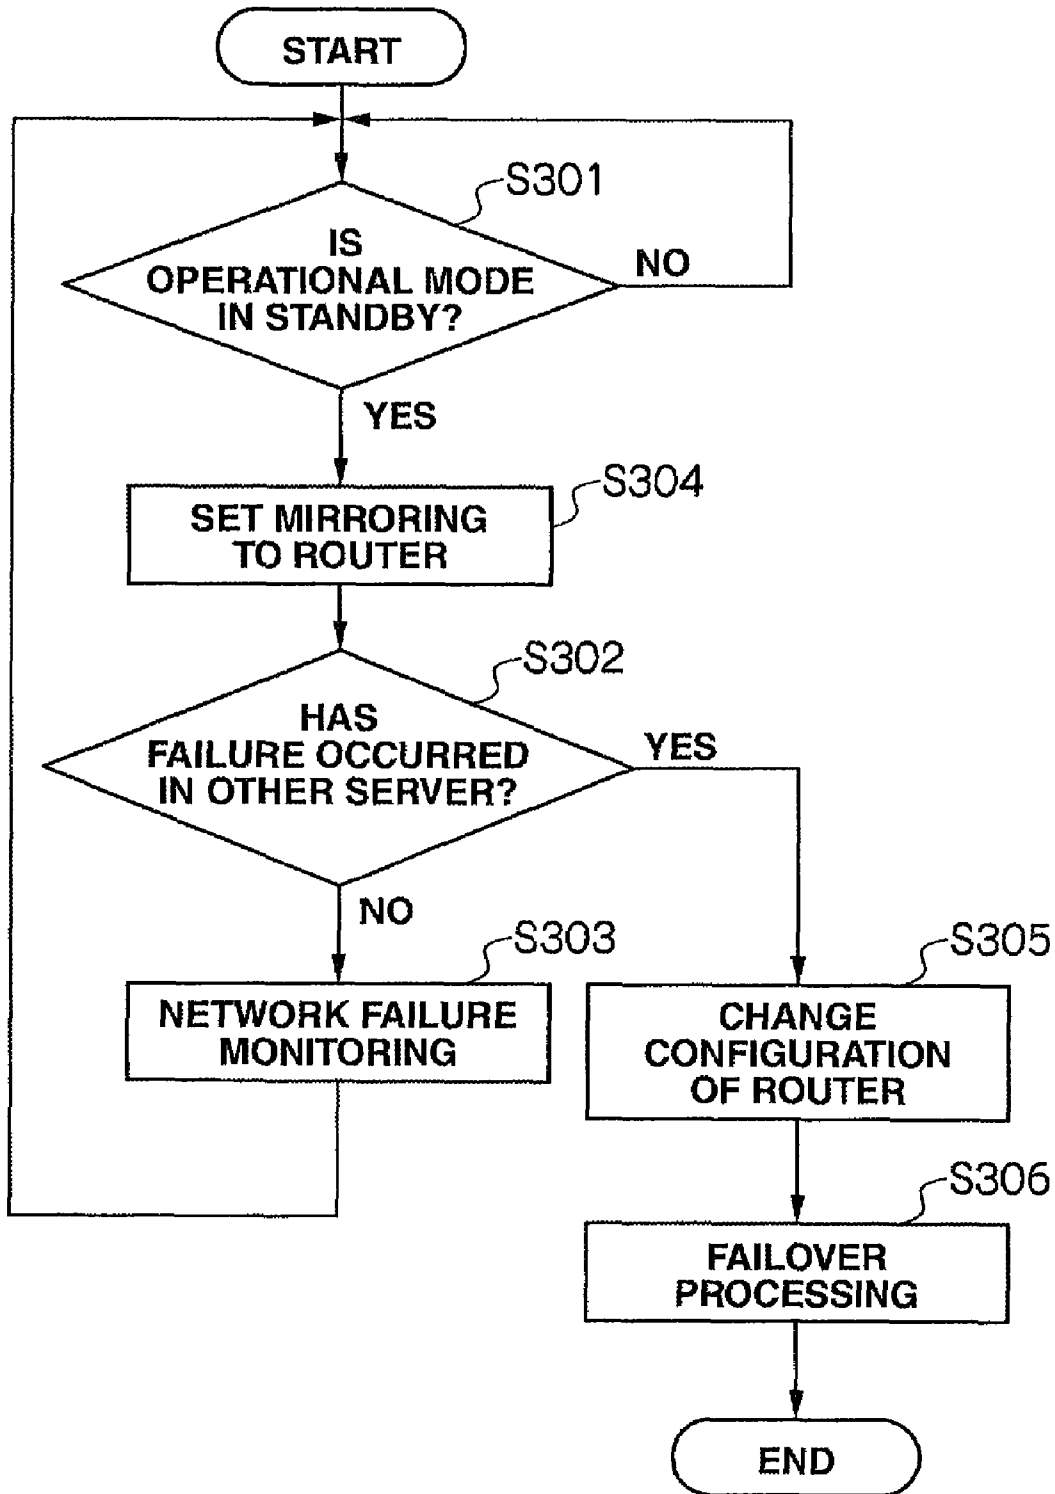 START
S301
IS
OPERATIONAL MODE
IN STANDBY?
NO
YES
S304
SET MIRRORING
TO ROUTER
S302
HAS
FAILURE OCCURRED
IN OTHER SERVER?
YES
NO
S303
NETWORK FAILURE
MONITORING
S305
CHANGE
CONFIGURATION
OF ROUTER
S306
FAILOVER
PROCESSING
END